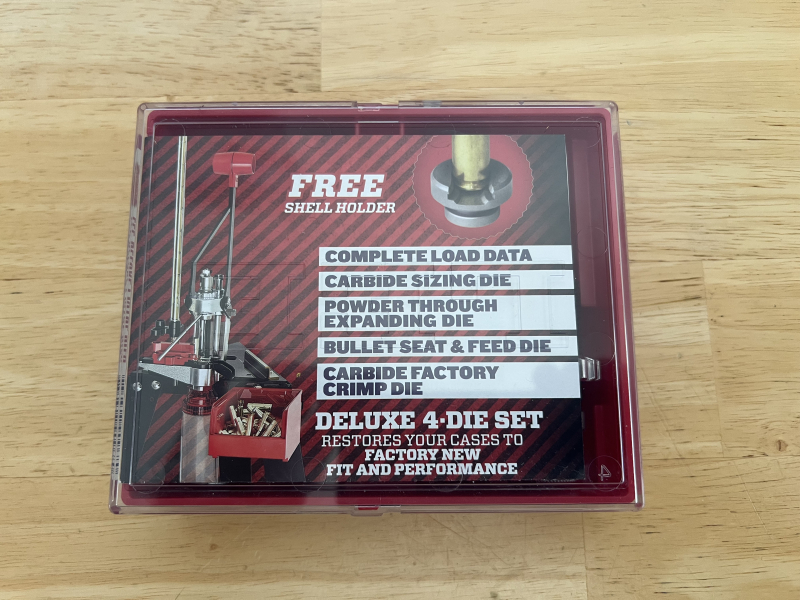 FREE
SHELL HOLDER
COMPLETE LOAD DATA
CARBIDE SIZING DIE
POWDER THROUGH
EXPANDING DIE
BULLET SEAT & FEED DIE
CARBIDE FACTORY
CRIMP DIE
DELUXE 4-DIE SET
RESTORES YOUR CASES TO
FACTORY NEW
FIT AND PERFORMANCE
4